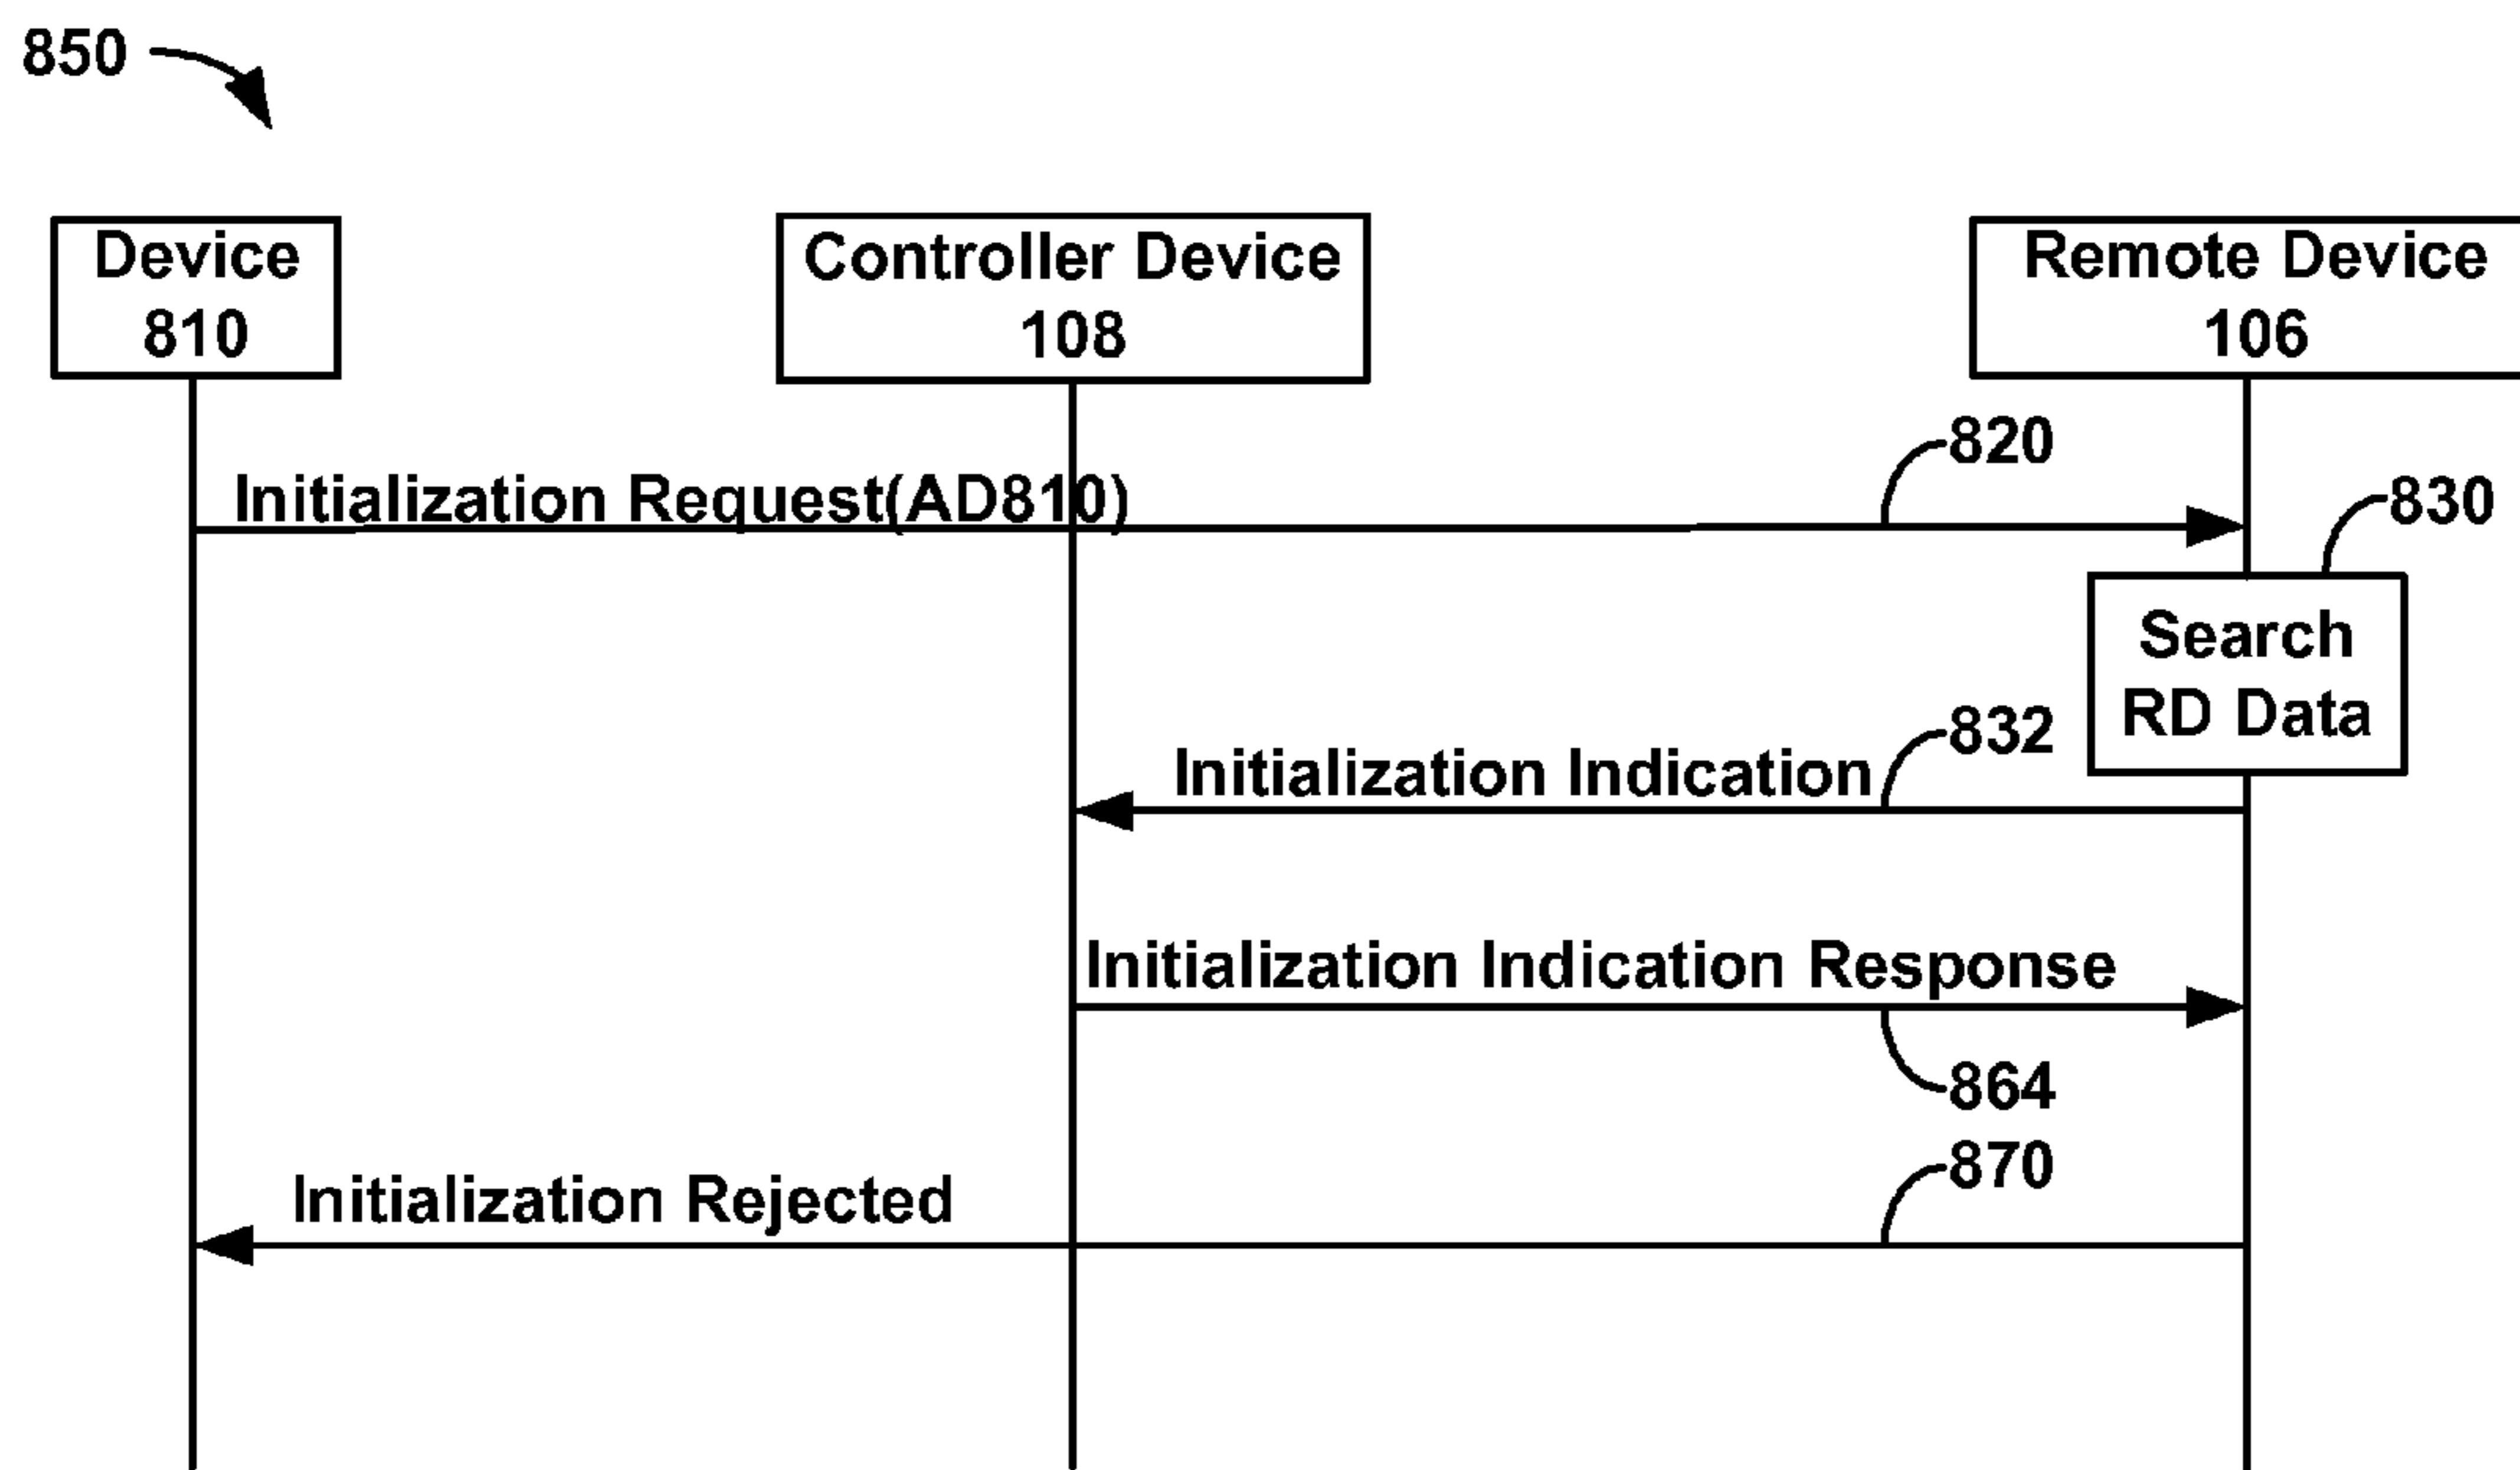 850
Device
810
Controller Device
108
Remote Device
106
820
Initialization Request(AD810)
830
Search
RD Data
832
Initialization Indication
Initialization Indication Response
864
870
Initialization Rejected